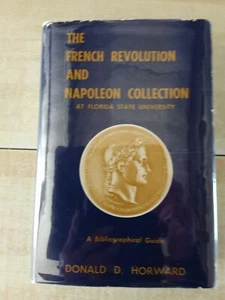 THE
FRENCH REVOLUTION
AND
NAPOLEON COLLECTION
AT FLORIDA STATE UNIVERSITY
A Bibliographical Guide
DONALD D. HORWARD